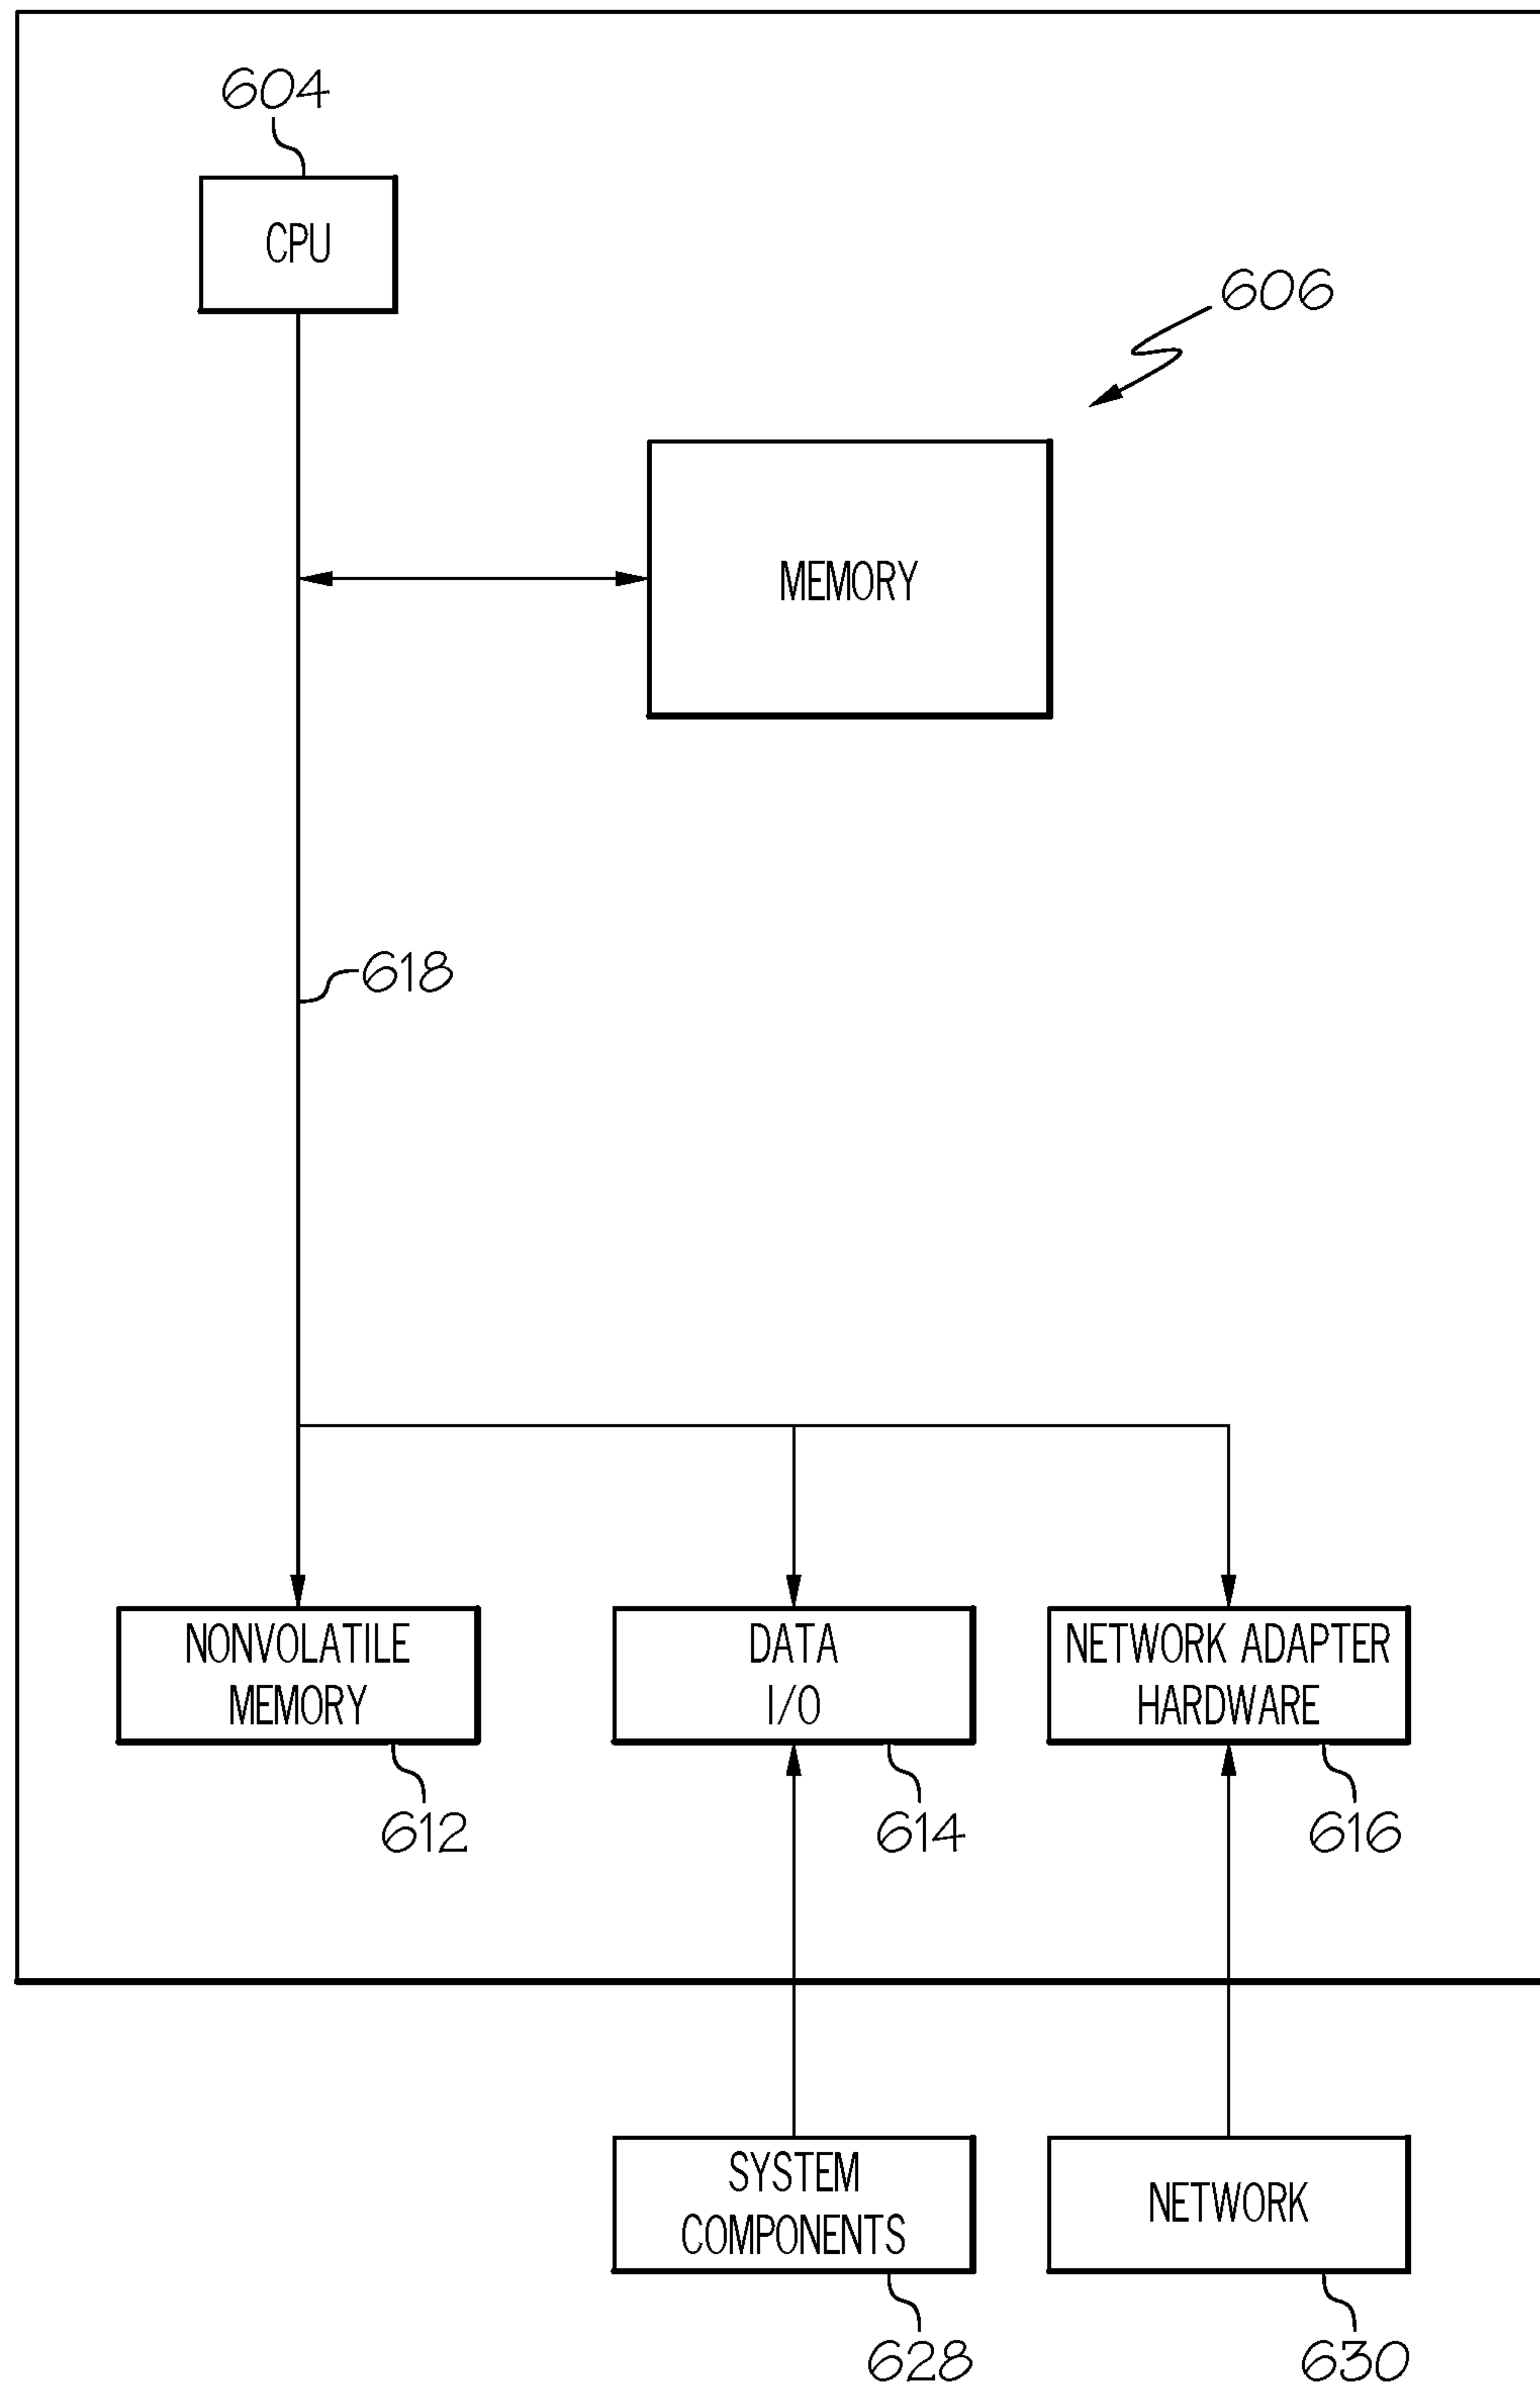 604
CPU
606
MEMORY
618
NONVOLATILE
MEMORY
DATA
I/O
NETWORK ADAPTER
HARDWARE
612
614
616
SYSTEM
COMPONENTS
NETWORK
628
630